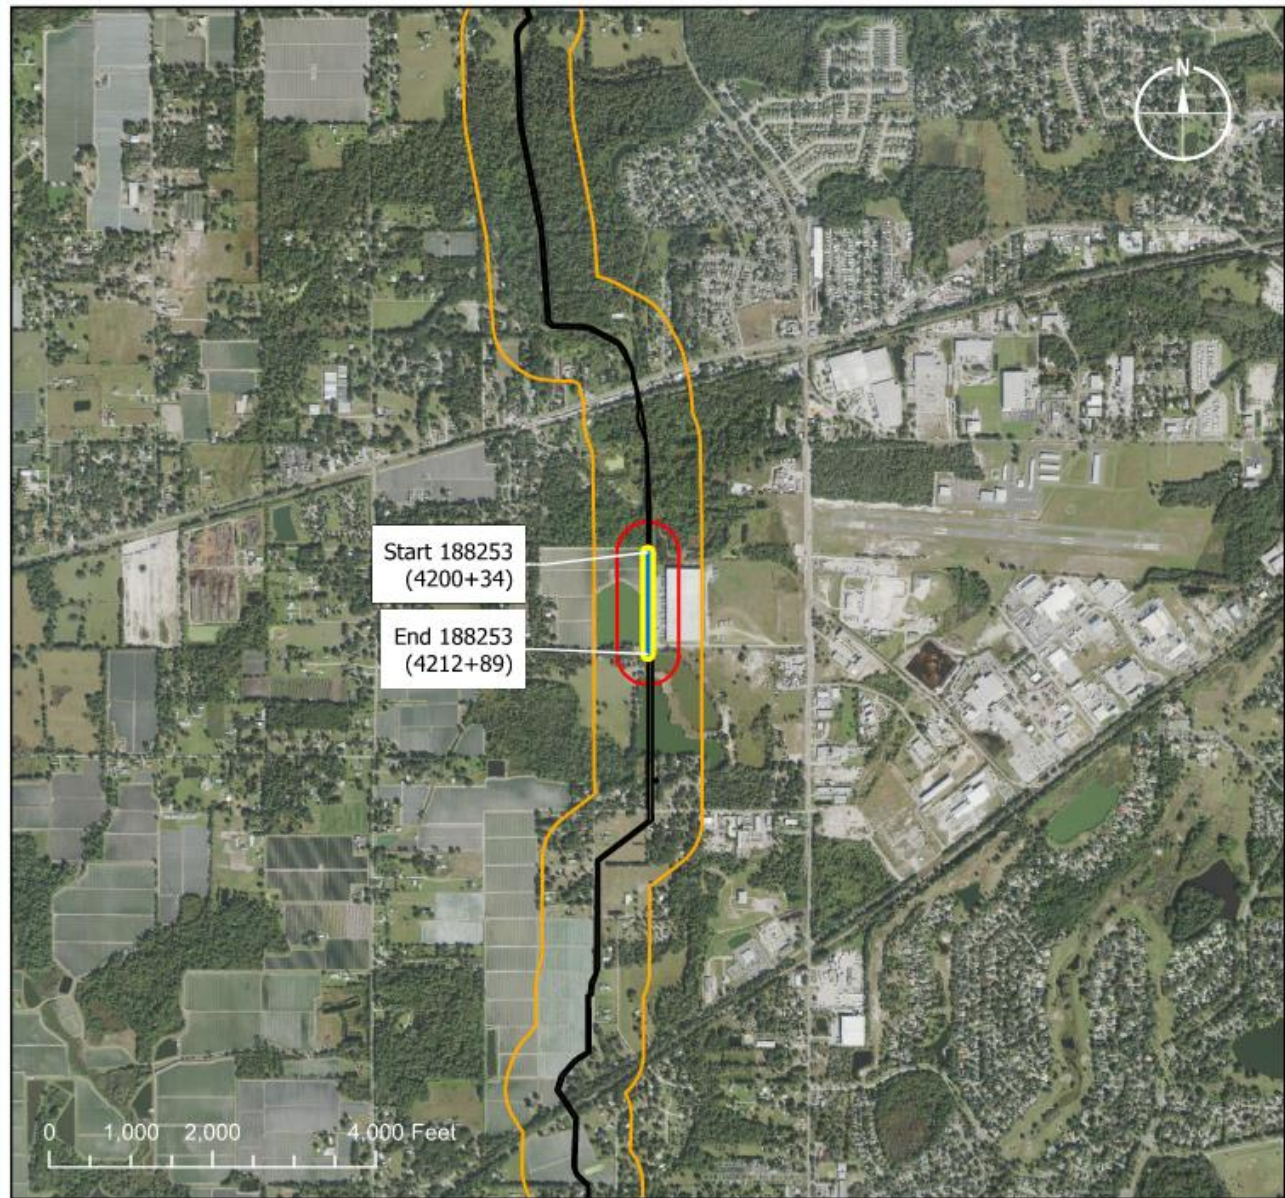 N
Start 188253
(4200+34)
End 188253
(4212+89)
0 1,000 2,000 4,000 Feet